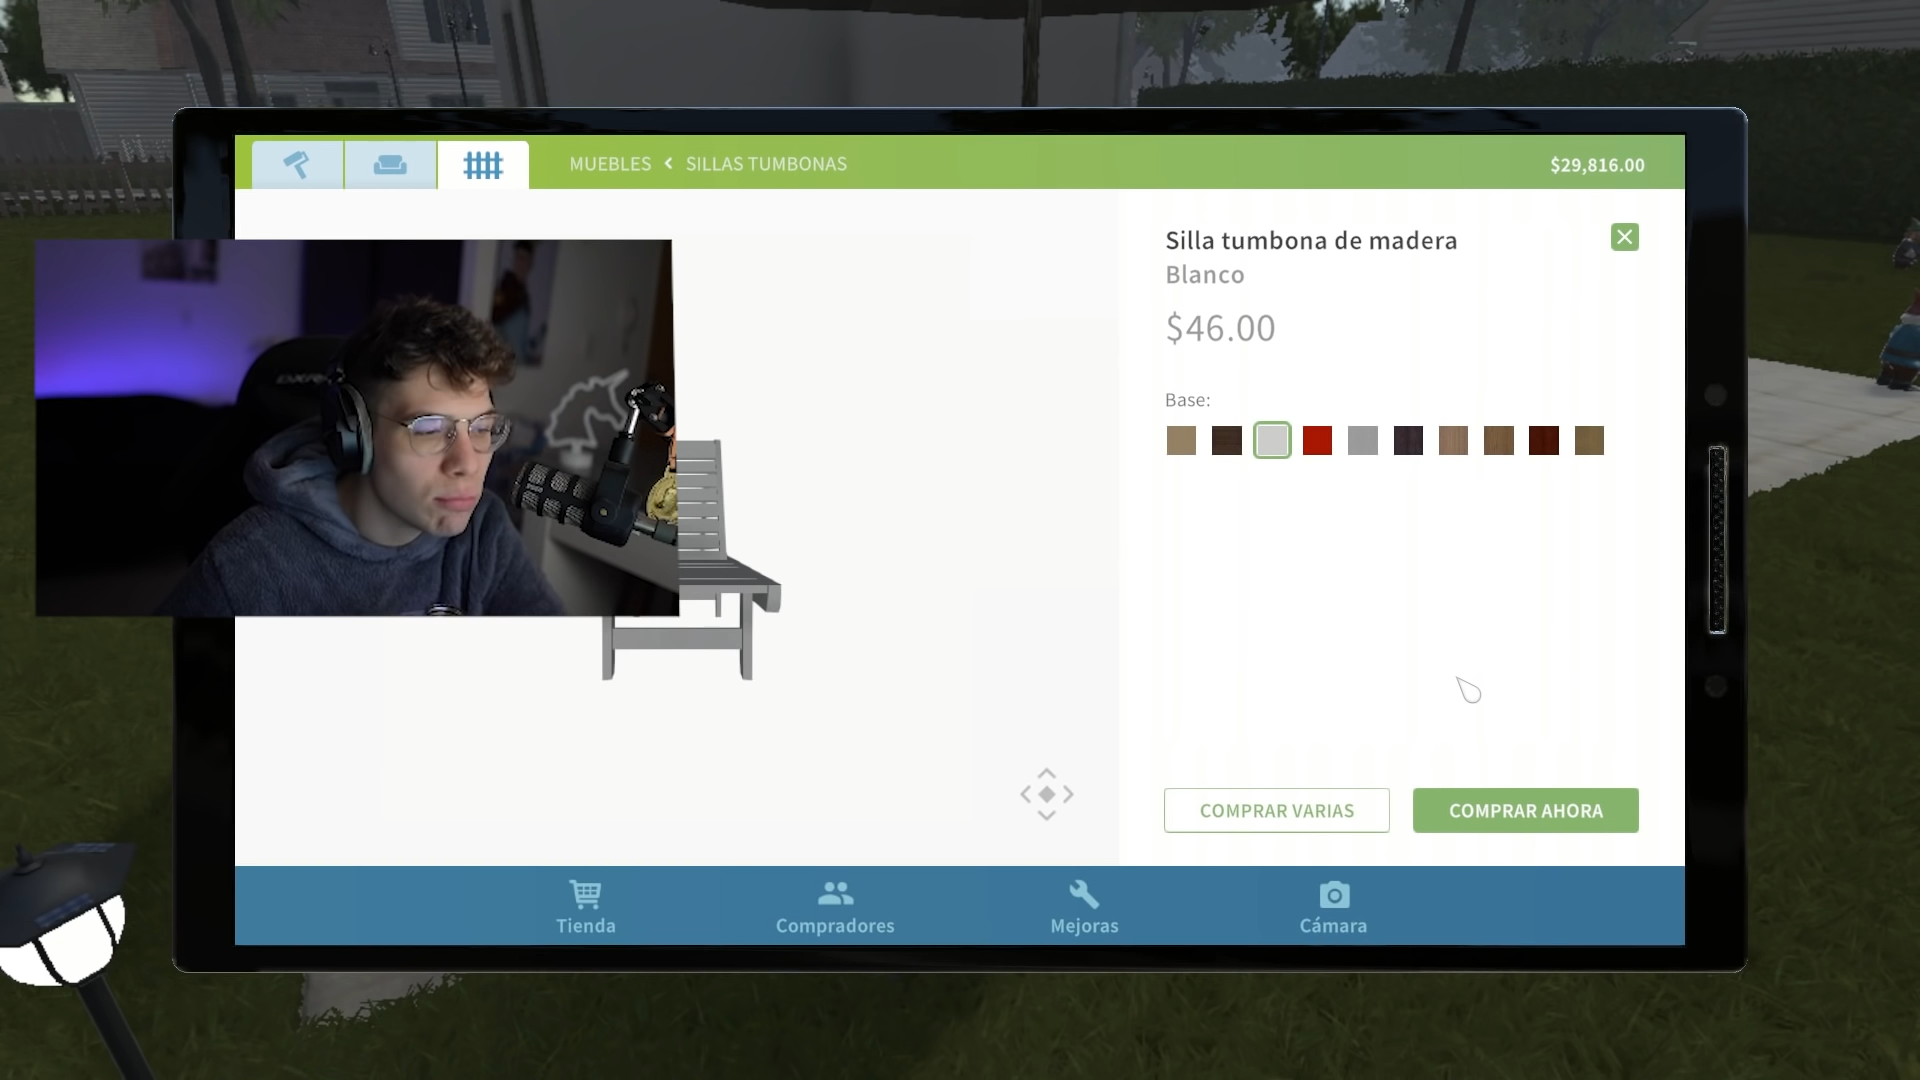 MUEBLES < SILLAS TUMBONAS
$29,816.00
Silla tumbona de madera
Blanco
$46.00
Base:
COMPRAR VARIAS
COMPRAR AHORA
Tienda
Compradores
Mejoras
Cámara